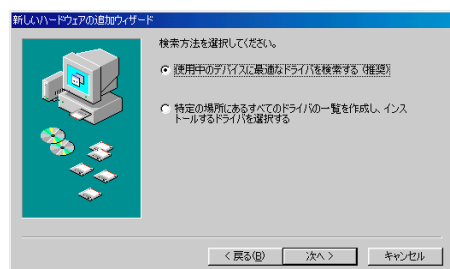 新しいハードウェアの追加ウィザード
検索方法を選択してください。
使用中のデバイスに最適なドライバを検索する (推奨)
特定の場所にあるすべてのドライバの一覧を作成し、インス
トールするドライバを選択する
< 戻る(B)
次へ >
キャンセル